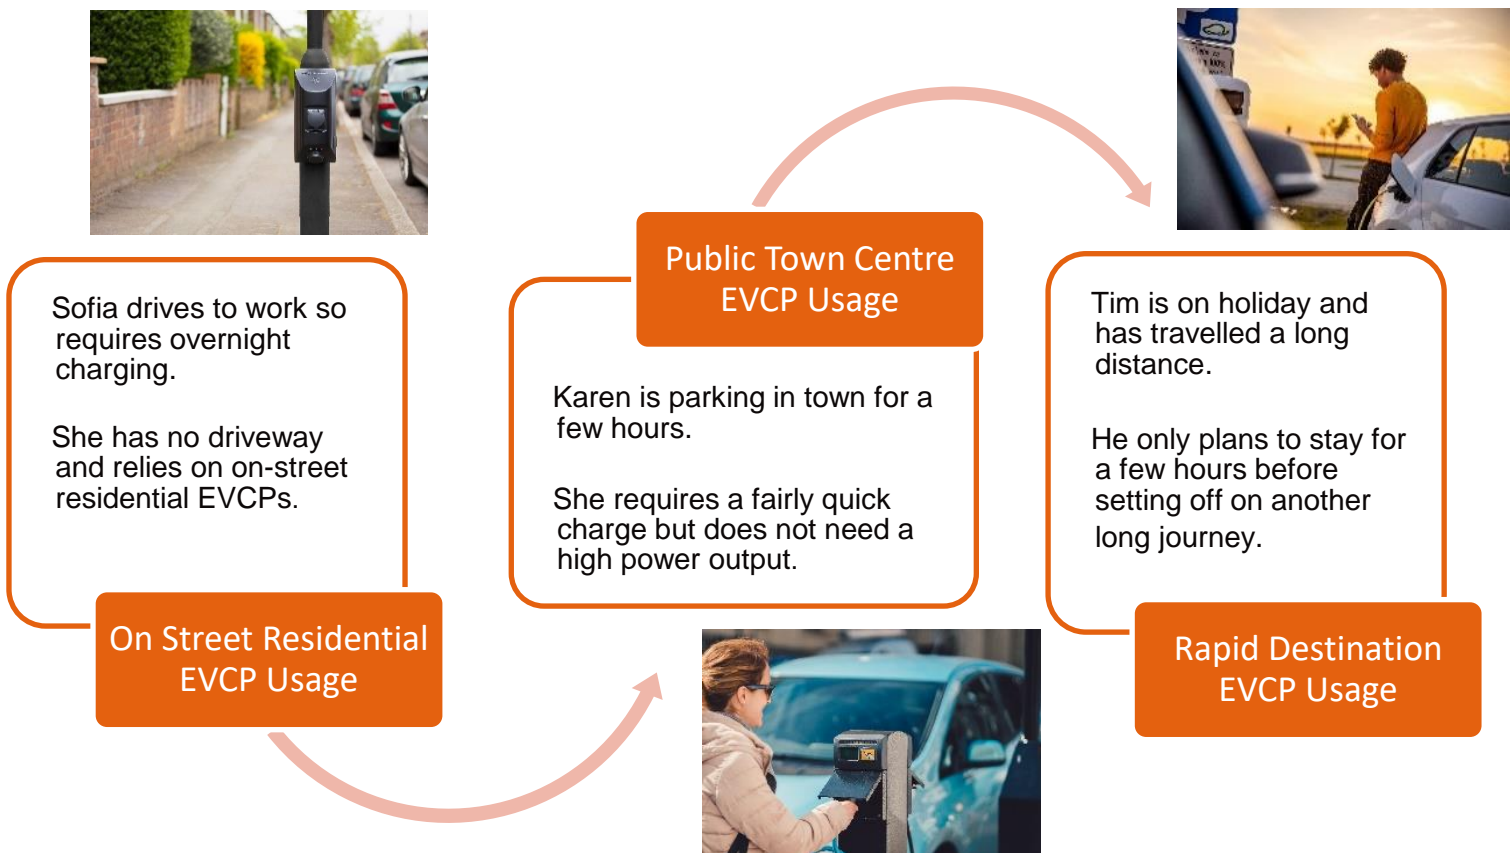 Sofia drives to work so
requires overnight
charging.
She has no driveway
and relies on on-street
residential EVCPs.
On Street Residential
EVCP Usage
Public Town Centre
EVCP Usage
Karen is parking in town for a
few hours.
She requires a fairly quick
charge but does not need a
high power output.
Tim is on holiday and
has travelled a long
distance.
He only plans to stay for
a few hours before
setting off on another
long journey.
Rapid Destination
EVCP Usage